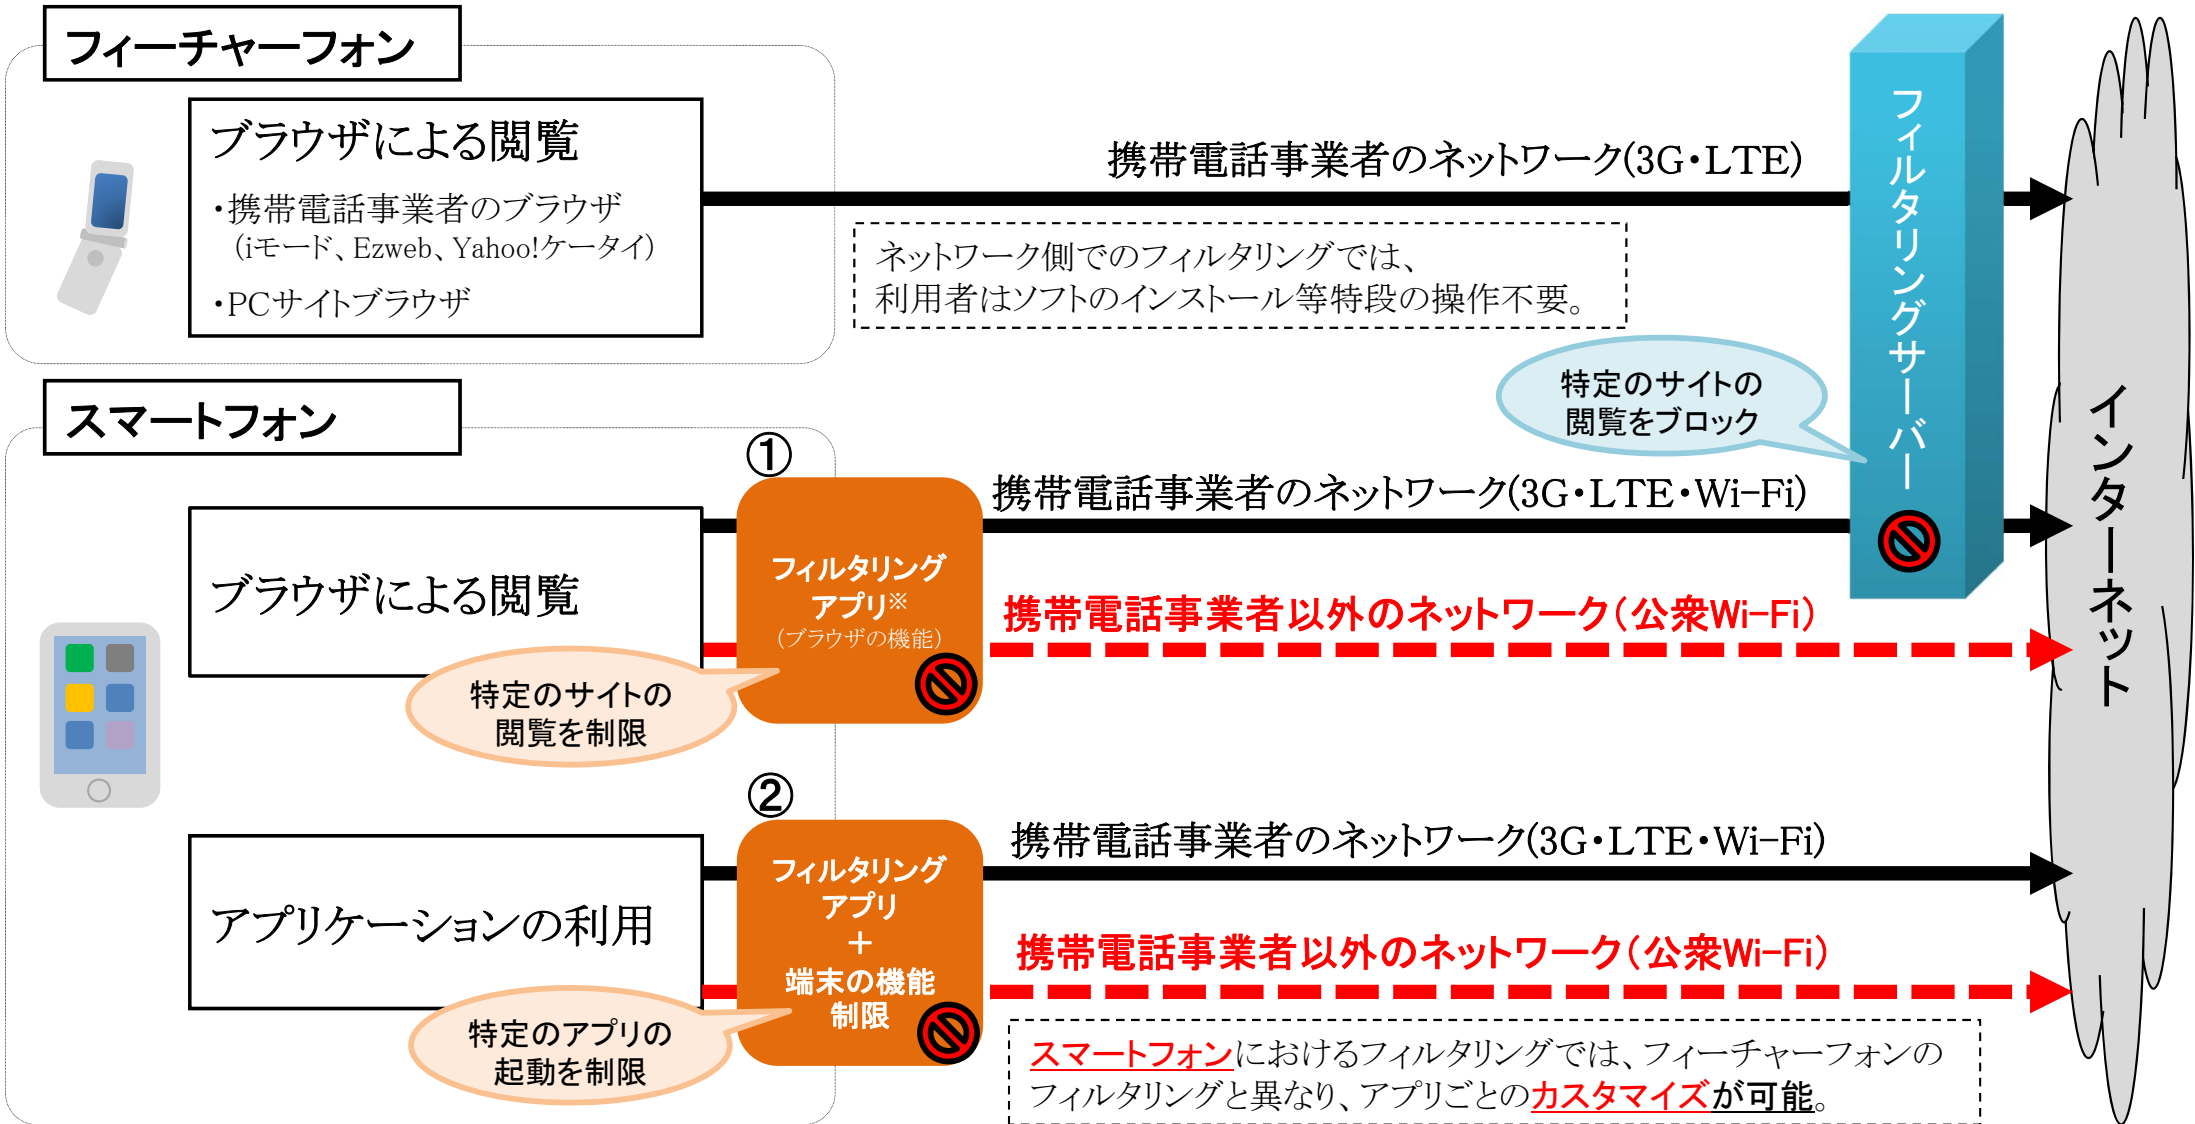 フィーチャーフォン
ブラウザによる閲覧
・携帯電話事業者のブラウザ
(iモード、Ezweb、Yahoo!ケータイ)
・PCサイトブラウザ
携帯電話事業者のネットワーク(3G・LTE)
ネットワーク側でのフィルタリングでは、
利用者はソフトのインストール等特段の操作不要。
フィルタリングサーバー
特定のサイトの
閲覧をブロック
インターネット
スマートフォン
①
ブラウザによる閲覧
フィルタリング
アプリ※
(ブラウザの機能)
特定のサイトの
閲覧を制限
携帯電話事業者のネットワーク(3G・LTE・Wi-Fi)
携帯電話事業者以外のネットワーク(公衆Wi-Fi)
②
アプリケーションの利用
フィルタリング
アプリ
＋
端末の機能
制限
特定のアプリの
起動を制限
携帯電話事業者のネットワーク(3G・LTE・Wi-Fi)
携帯電話事業者以外のネットワーク(公衆Wi-Fi)
スマートフォンにおけるフィルタリングでは、フィーチャーフォンの
フィルタリングと異なり、アプリごとのカスタマイズが可能。